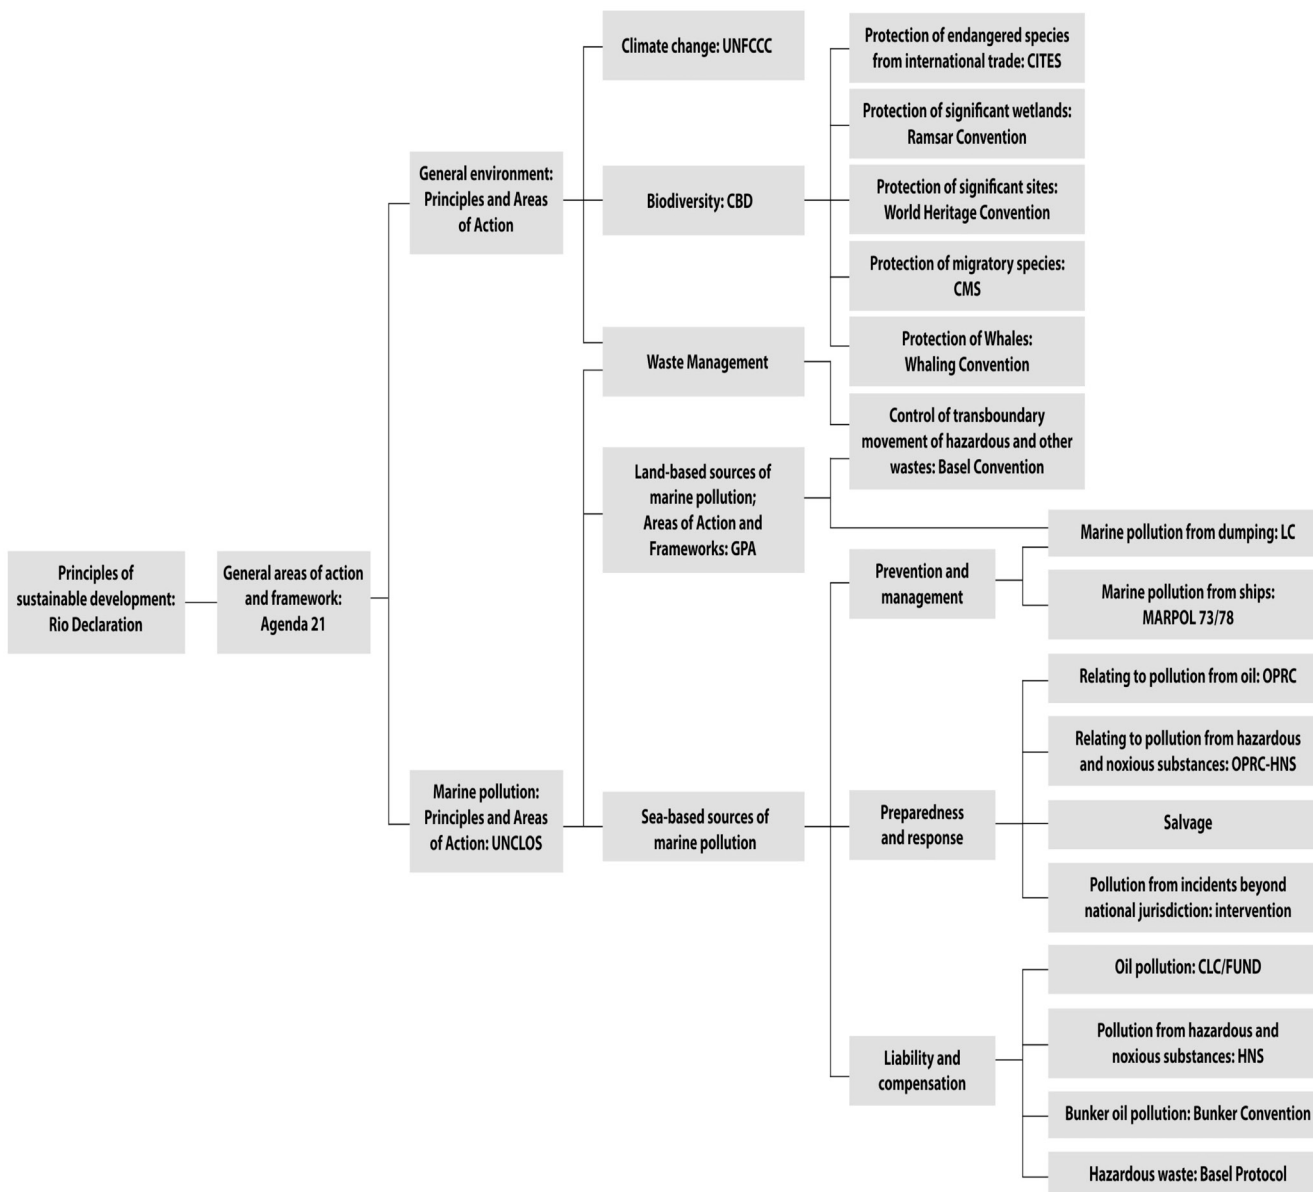 Principles of
sustainable development:
Rio Declaration
General areas of action
and framework:
Agenda 21
General environment:
Principles and Areas
of Action
Marine pollution:
Principles and Areas
of Action: UNCLOS
Climate change: UNFCCC
Biodiversity: CBD
Waste Management
Land-based sources of
marine pollution;
Areas of Action and
Frameworks: GPA
Sea-based sources of
marine pollution
Protection of endangered species
from international trade: CITES
Protection of significant wetlands:
Ramsar Convention
Protection of significant sites:
World Heritage Convention
Protection of migratory species:
CMS
Protection of Whales:
Whaling Convention
Control of transboundary
movement of hazardous and other
wastes: Basel Convention
Prevention and
management
Preparedness
and response
Liability and
compensation
Marine pollution from dumping: LC
Marine pollution from ships:
MARPOL 73/78
Relating to pollution from oil: OPRC
Relating to pollution from hazardous
and noxious substances: OPRC-HNS
Salvage
Pollution from incidents beyond
national jurisdiction: intervention
Oil pollution: CLC/FUND
Pollution from hazardous and
noxious substances: HNS
Bunker oil pollution: Bunker Convention
Hazardous waste: Basel Protocol